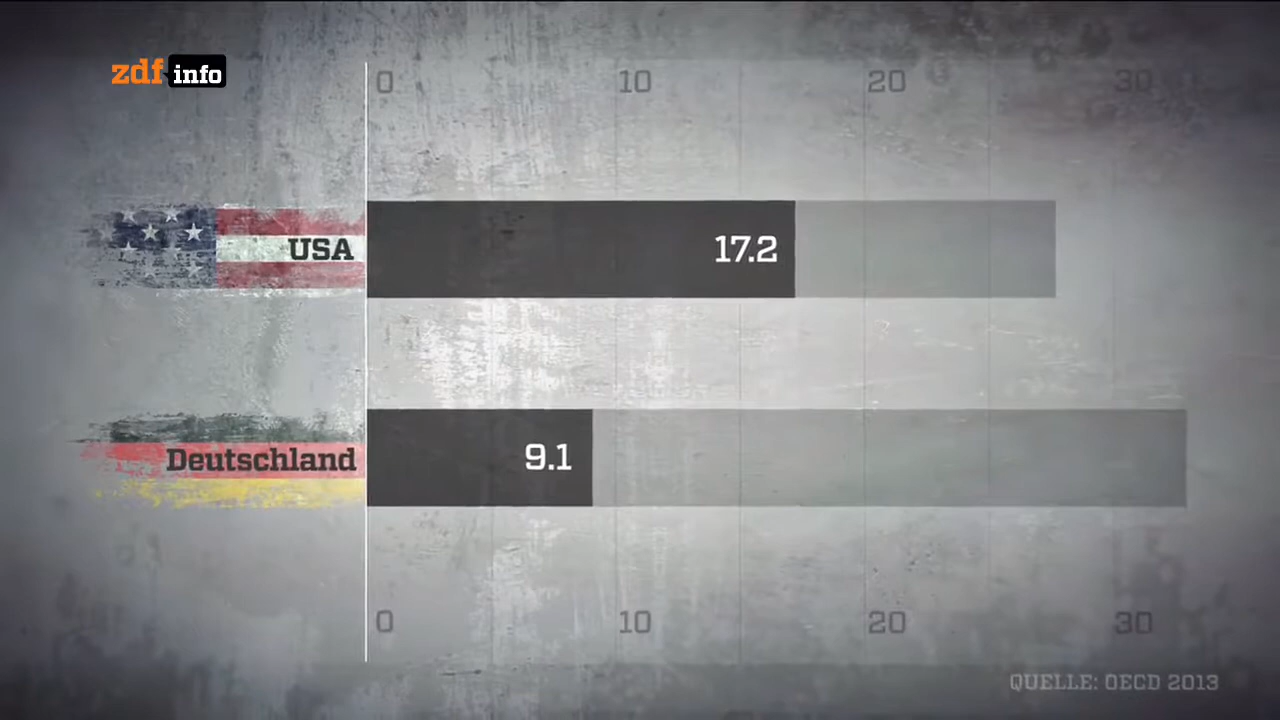 zdf info
0 10 20 30
USA 17.2
Deutschland 9.1
0 10 20 30
QUELLE: OECD 2013